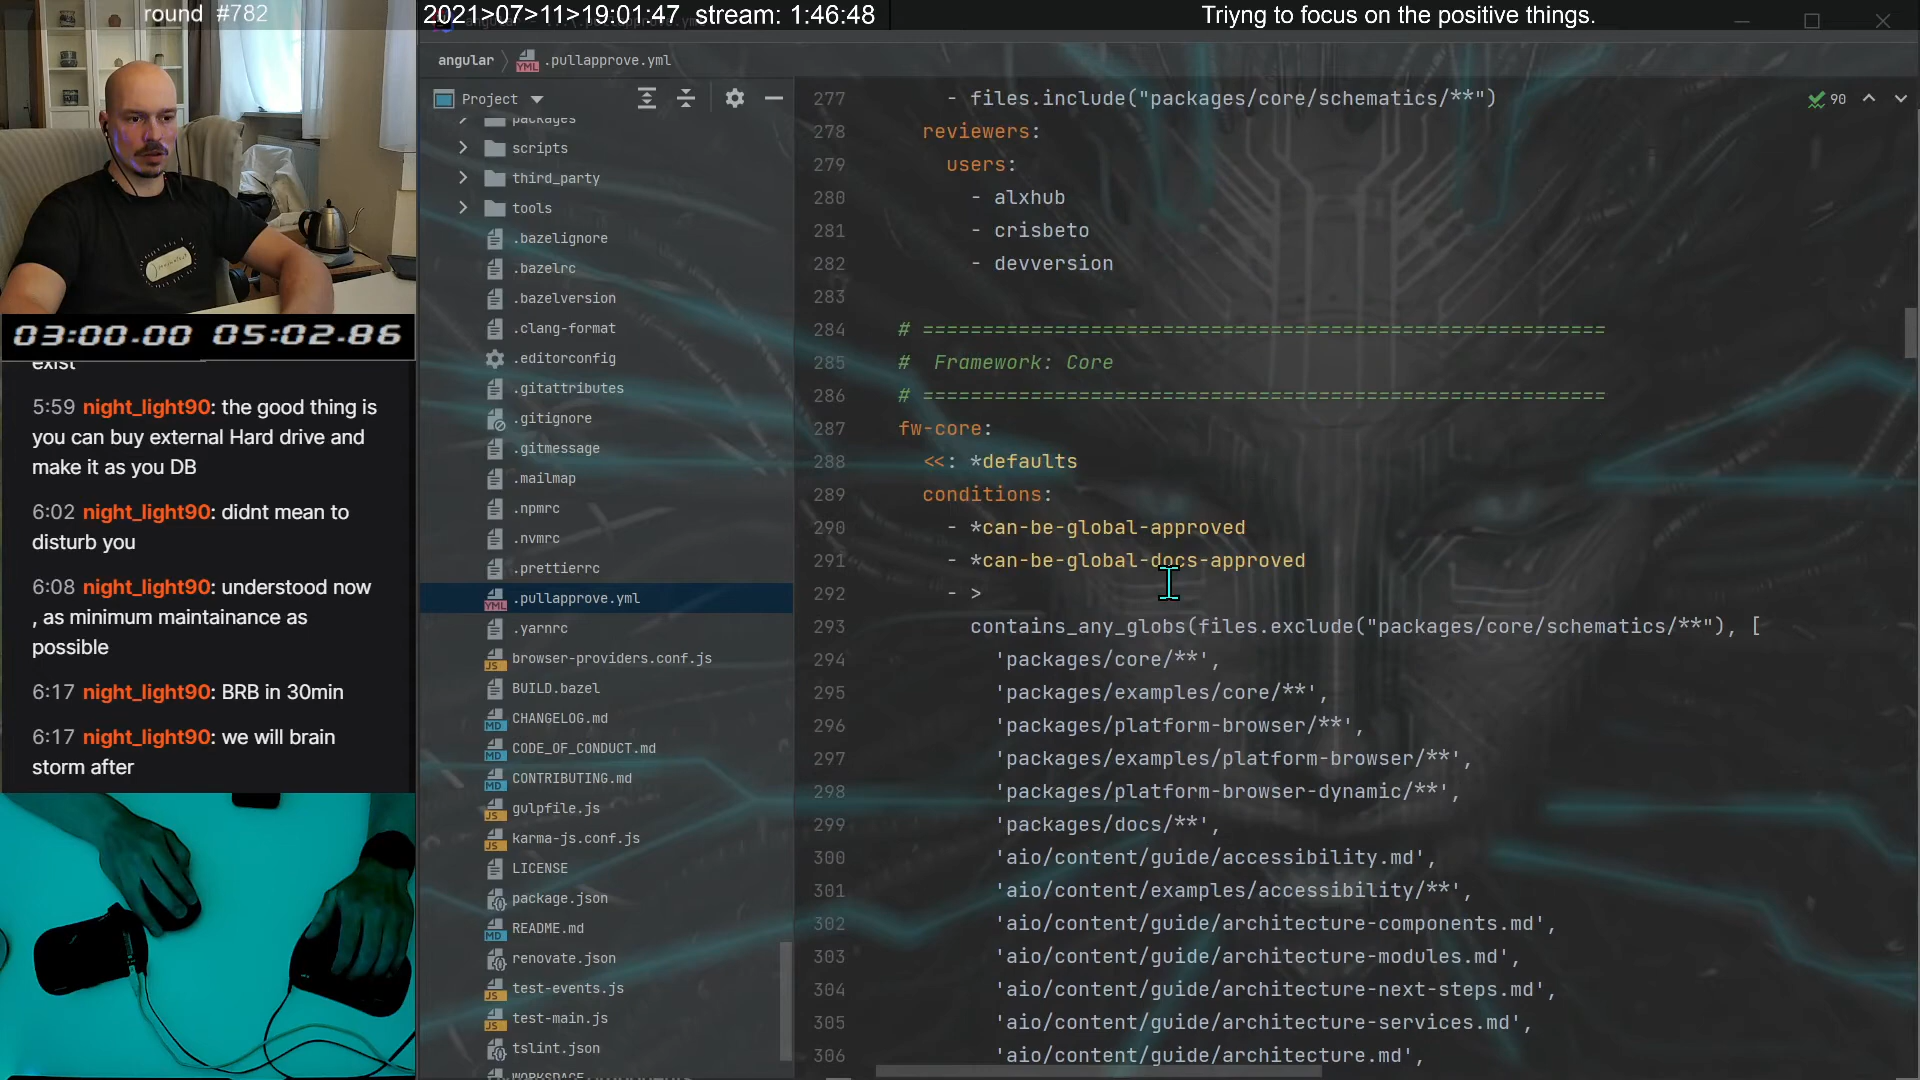 round #782
2021>07>11>19:01:47 stream: 1:46:48
Triyng to focus on the positive things.
03:00.00 05:02.86
exist
5:59 night_light90: the good thing is
you can buy external Hard drive and
make it as you DB
6:02 night_light90: didnt mean to
disturb you
6:08 night_light90: understood now
, as minimum maintainance as
possible
6:17 night_light90: BRB in 30min
6:17 night_light90: we will brain
storm after
angular
.pullapprove.yml
Project
packages
scripts
third_party
tools
.bazelignore
.bazelrc
.bazelversion
.clang-format
.editorconfig
.gitattributes
.gitignore
.gitmessage
.mailmap
.npmrc
.nvmrc
.prettierrc
.pullapprove.yml
.yarnrc
browser-providers.conf.js
BUILD.bazel
CHANGELOG.md
CODE_OF_CONDUCT.md
CONTRIBUTING.md
gulpfile.js
karma-js.conf.js
LICENSE
package.json
README.md
renovate.json
test-events.js
test-main.js
tslint.json
WORKSPACE
90
277 - files.include("packages/core/schematics/**")
278 reviewers:
279 users:
280 - alxhub
281 - crisbeto
282 - devversion
283
284 # =========================================================
285 # Framework: Core
286 # =========================================================
287 fw-core:
288 <<: *defaults
289 conditions:
290 - *can-be-global-approved
291 - *can-be-global-docs-approved
292 - >
293 contains_any_globs(files.exclude("packages/core/schematics/**"), [
294 'packages/core/**',
295 'packages/examples/core/**',
296 'packages/platform-browser/**',
297 'packages/examples/platform-browser/**',
298 'packages/platform-browser-dynamic/**',
299 'packages/docs/**',
300 'aio/content/guide/accessibility.md',
301 'aio/content/examples/accessibility/**',
302 'aio/content/guide/architecture-components.md',
303 'aio/content/guide/architecture-modules.md',
304 'aio/content/guide/architecture-next-steps.md',
305 'aio/content/guide/architecture-services.md',
306 'aio/content/guide/architecture.md',